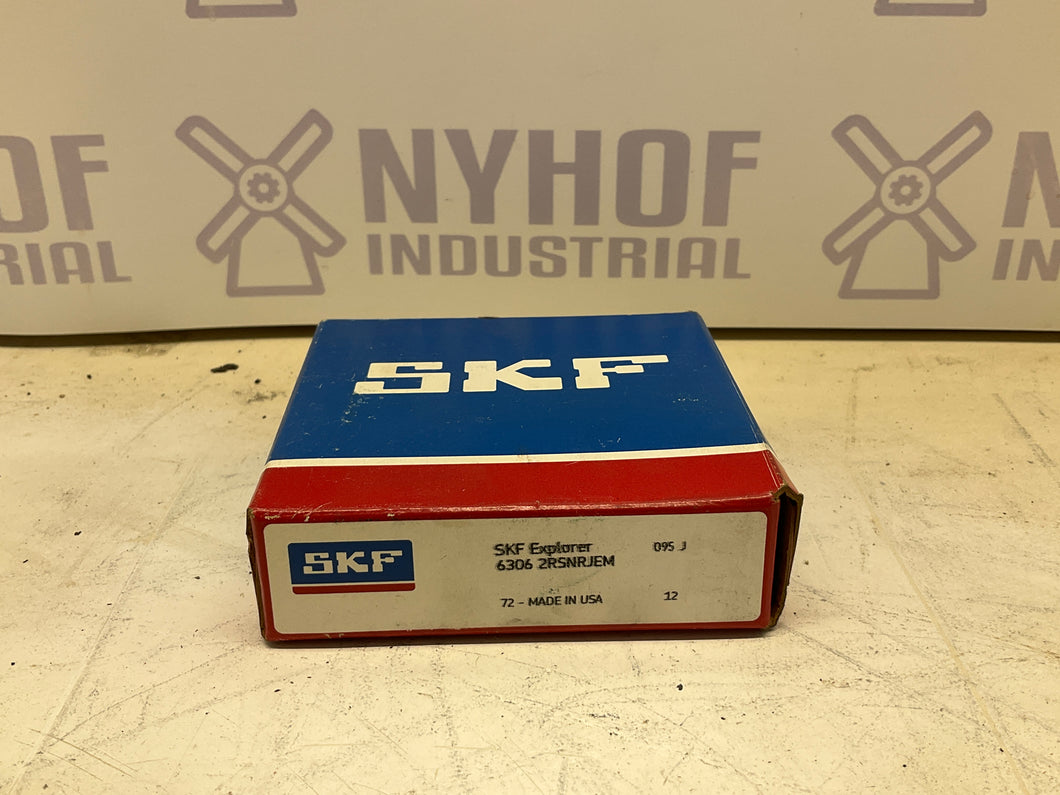 OF
RIAL
NYHOF
INDUSTRIAL
N
IN
SKF
SKF
SKF Explorer
6306 2RSNRJEM
72 - MADE IN USA
095 J
12